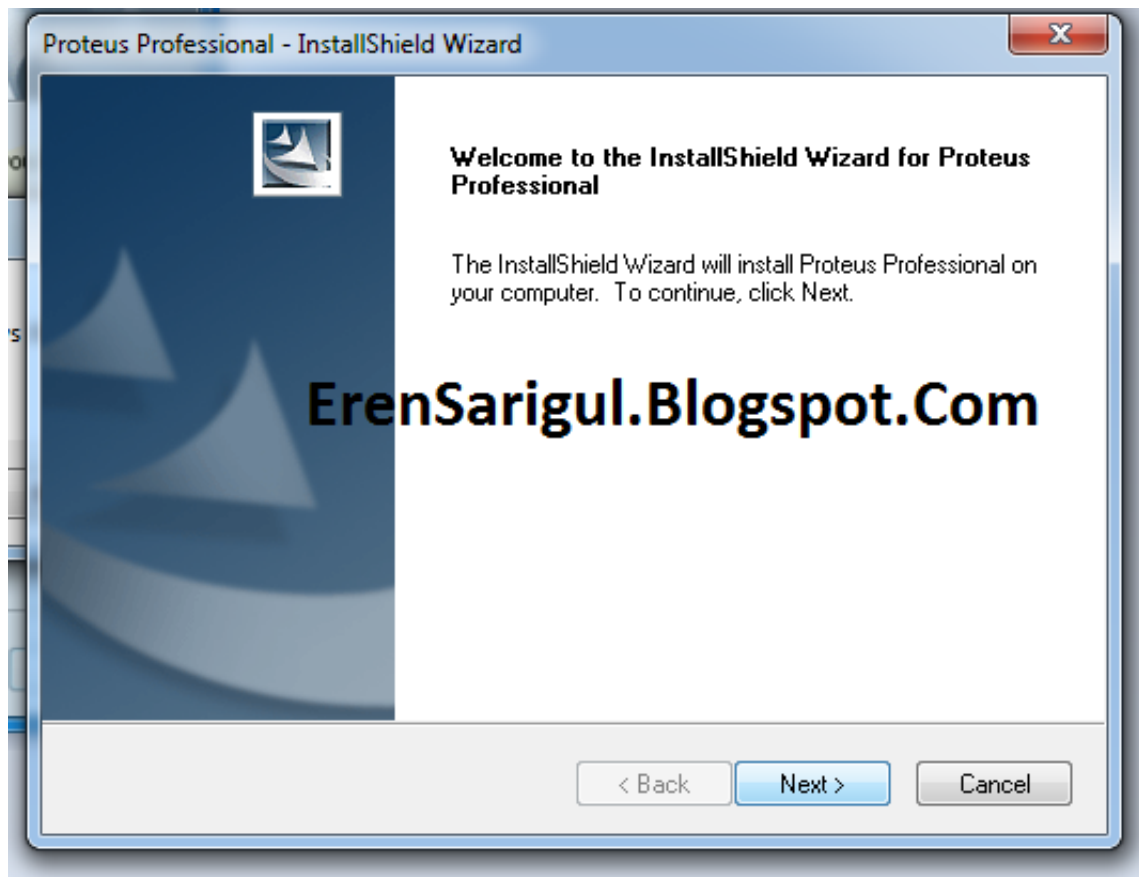 Proteus Professional - InstallShield Wizard
Welcome to the InstallShield Wizard for Proteus
Professional
The InstallShield Wizard will install Proteus Professional on
your computer. To continue, click Next.
ErenSarigul.Blogspot.Com
< Back
Next >
Cancel